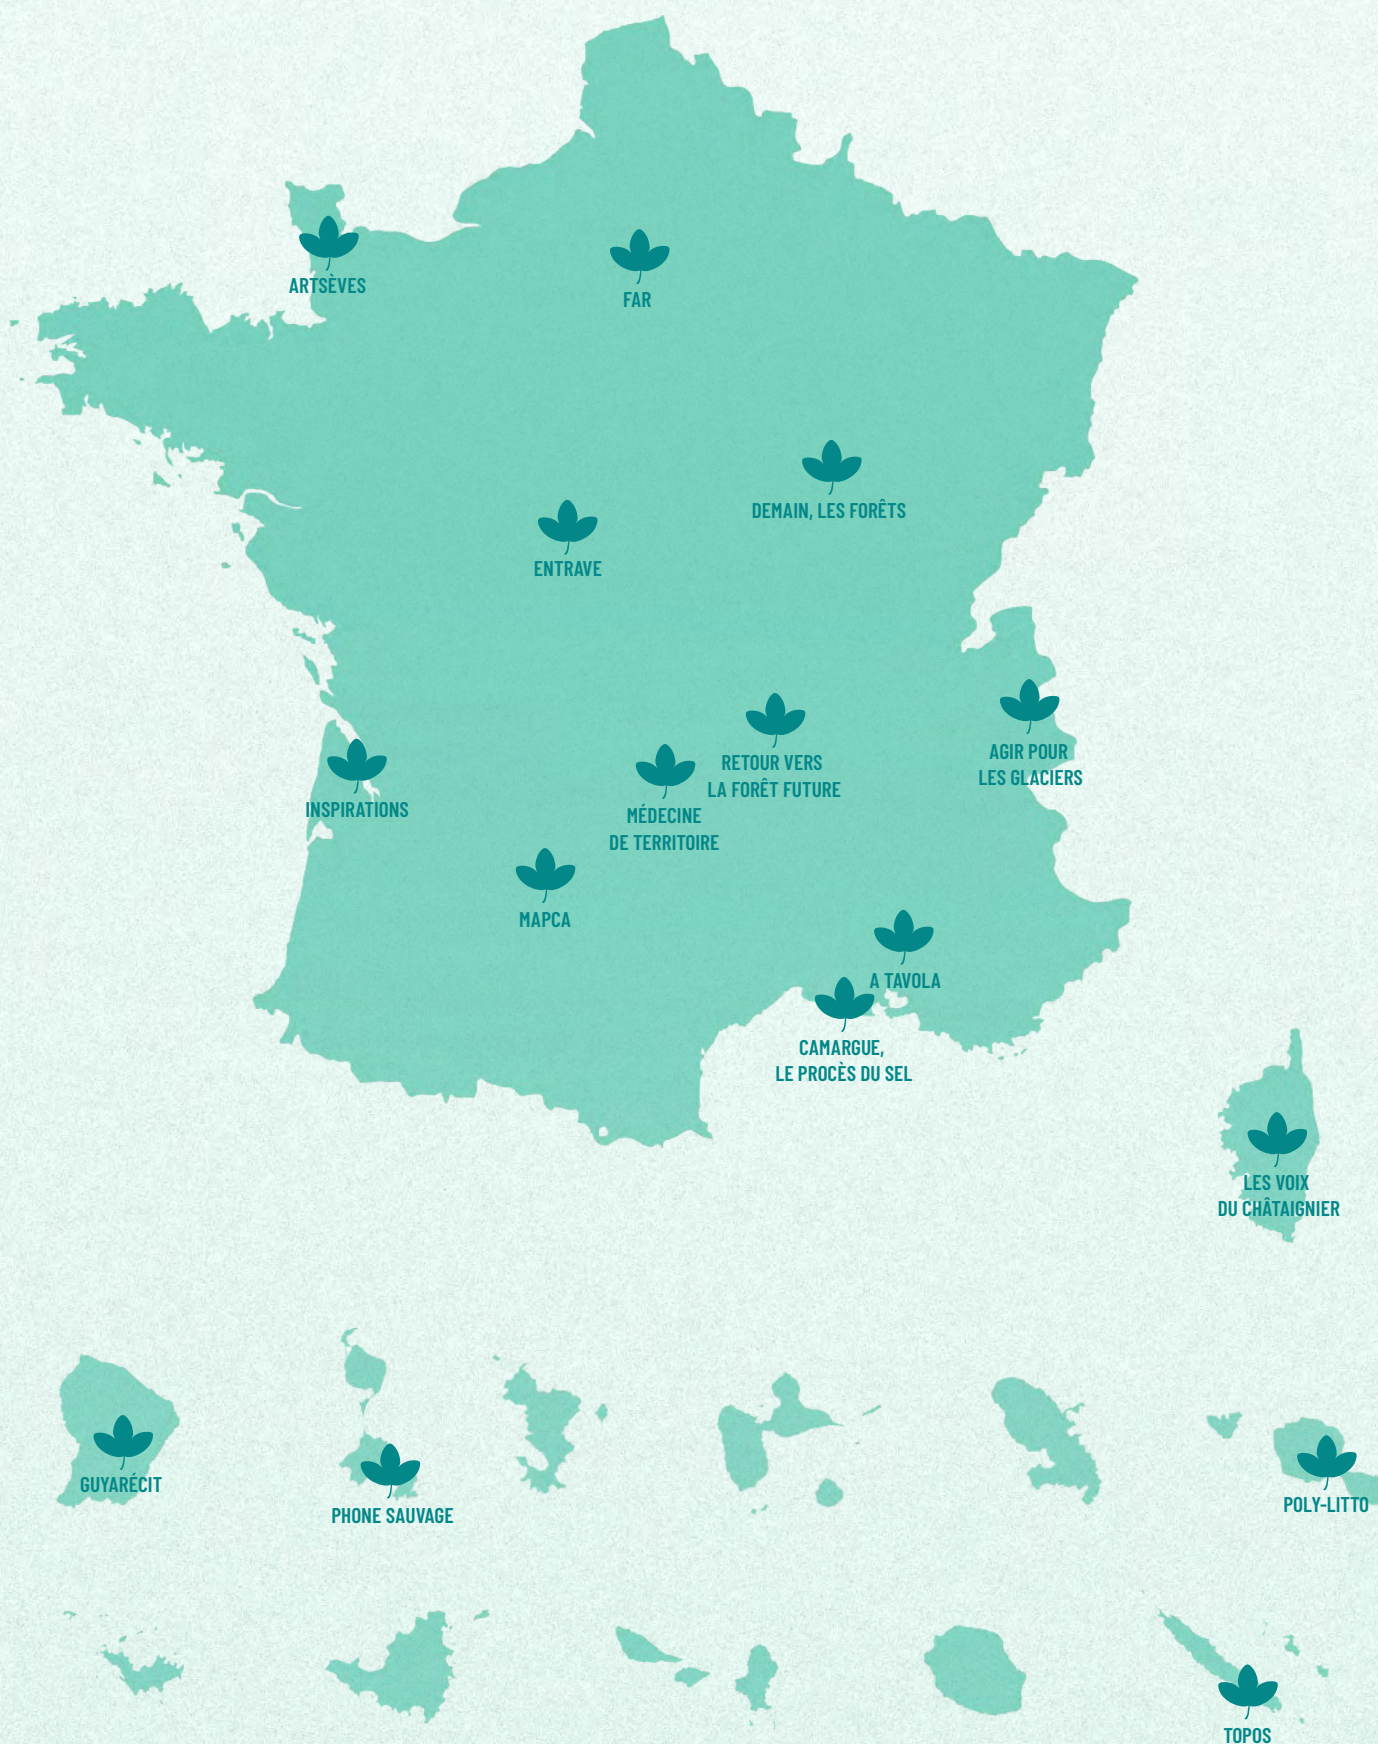 ARTSÈVES
FAR
DEMAIN, LES FORÊTS
ENTRAVE
AGIR POUR
LES GLACIERS
RETOUR VERS
LA FORÊT FUTURE
INSPIRATIONS
MÉDECINE
DE TERRITOIRE
MAPCA
A TAVOLA
CAMARGUE,
LE PROCÈS DU SEL
LES VOIX
DU CHÂTAIGNIER
GUYARÉCIT
PHONE SAUVAGE
POLY-LITTO
TOPOS